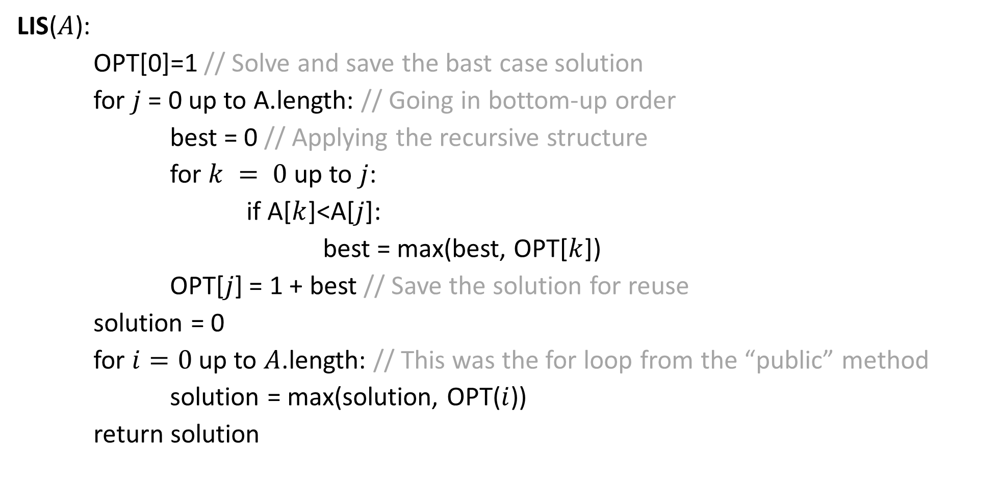 LIS(A):
OPT[0]=1 // Solve and save the bast case solution
for j = 0 up to A.length: // Going in bottom-up order
best = 0 // Applying the recursive structure
for k = 0 up to j:
if A[k]<A[j]:
best = max(best, OPT[k])
OPT[j] = 1 + best // Save the solution for reuse
solution = 0
for i = 0 up to A.length: // This was the for loop from the “public” method
solution = max(solution, OPT(i))
return solution